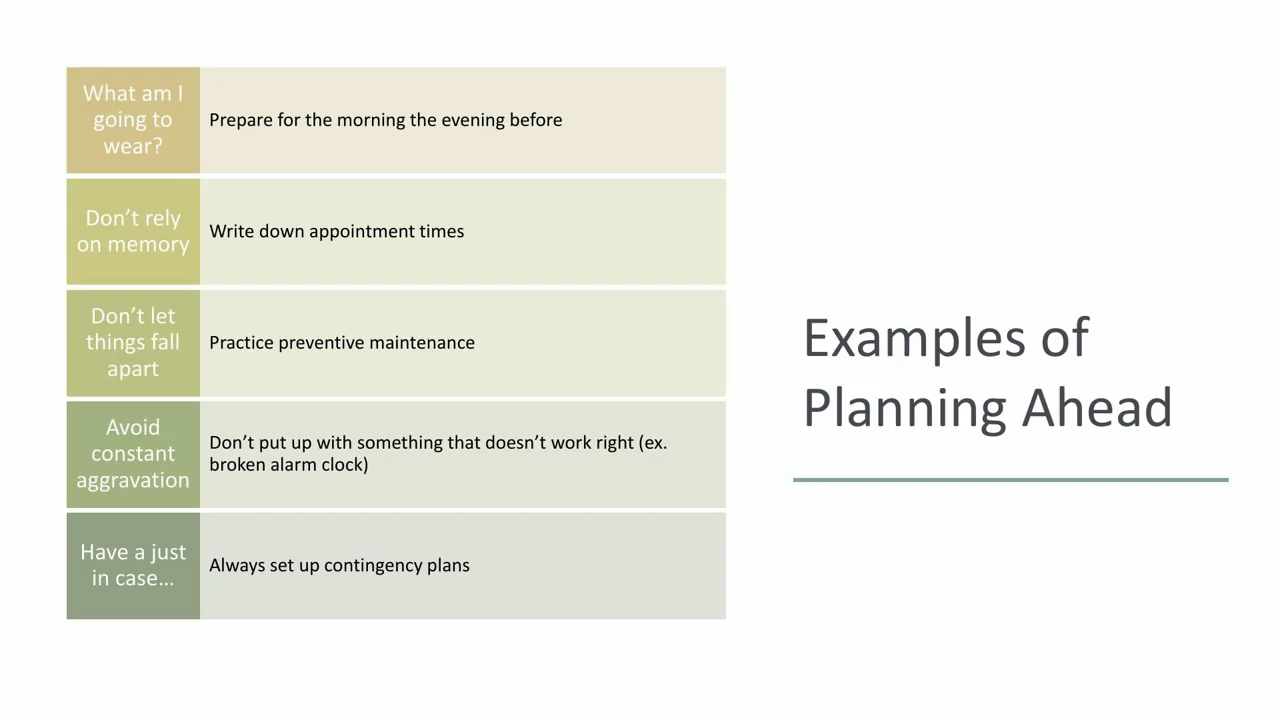 What am I
going to
wear?
Prepare for the morning the evening before
Don’t rely
on memory
Write down appointment times
Don’t let
things fall
apart
Practice preventive maintenance
Avoid
constant
aggravation
Don’t put up with something that doesn’t work right (ex.
broken alarm clock)
Have a just
in case…
Always set up contingency plans
Examples of
Planning Ahead